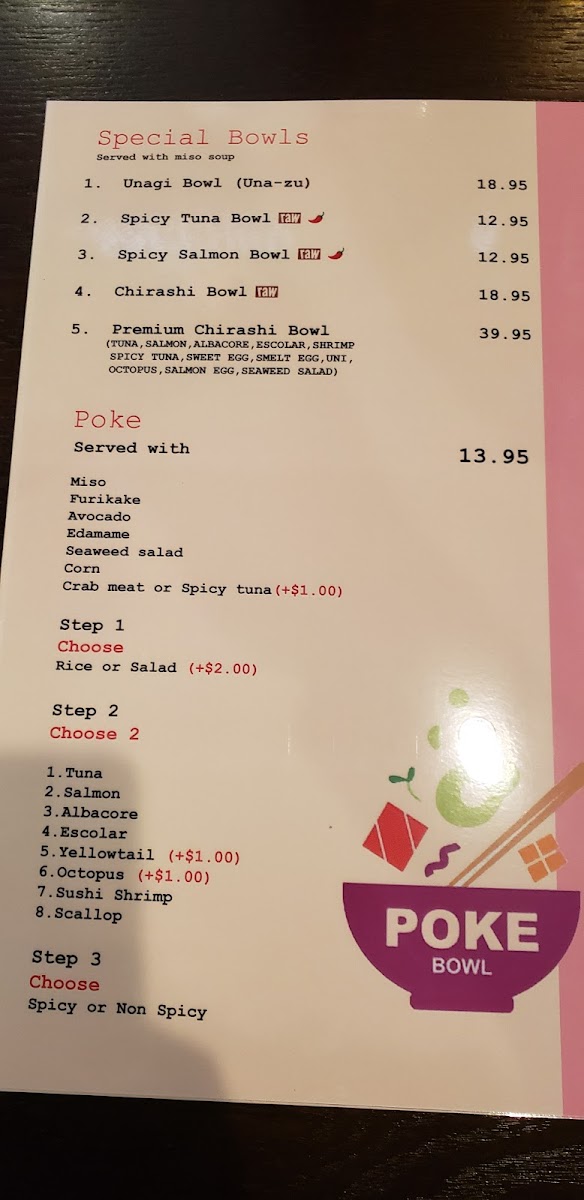 Special Bowls
Served with miso soup
1. Unagi Bowl (Una-zu) 18.95
2. Spicy Tuna Bowl raw 12.95
3. Spicy Salmon Bowl raw 12.95
4. Chirashi Bowl raw 18.95
5. Premium Chirashi Bowl 39.95
(TUNA,SALMON,ALBACORE,ESCOLAR,SHRIMP
SPICY TUNA,SWEET EGG,SMELT EGG,UNI,
OCTOPUS,SALMON EGG,SEAWEED SALAD)
Poke
Served with 13.95
Miso
Furikake
Avocado
Edamame
Seaweed salad
Corn
Crab meat or Spicy tuna(+$1.00)
Step 1
Choose
Rice or Salad (+$2.00)
Step 2
Choose 2
1.Tuna
2.Salmon
3.Albacore
4.Escolar
5.Yellowtail (+$1.00)
6.Octopus (+$1.00)
7.Sushi Shrimp
8.Scallop
Step 3
Choose
Spicy or Non Spicy
POKE
BOWL